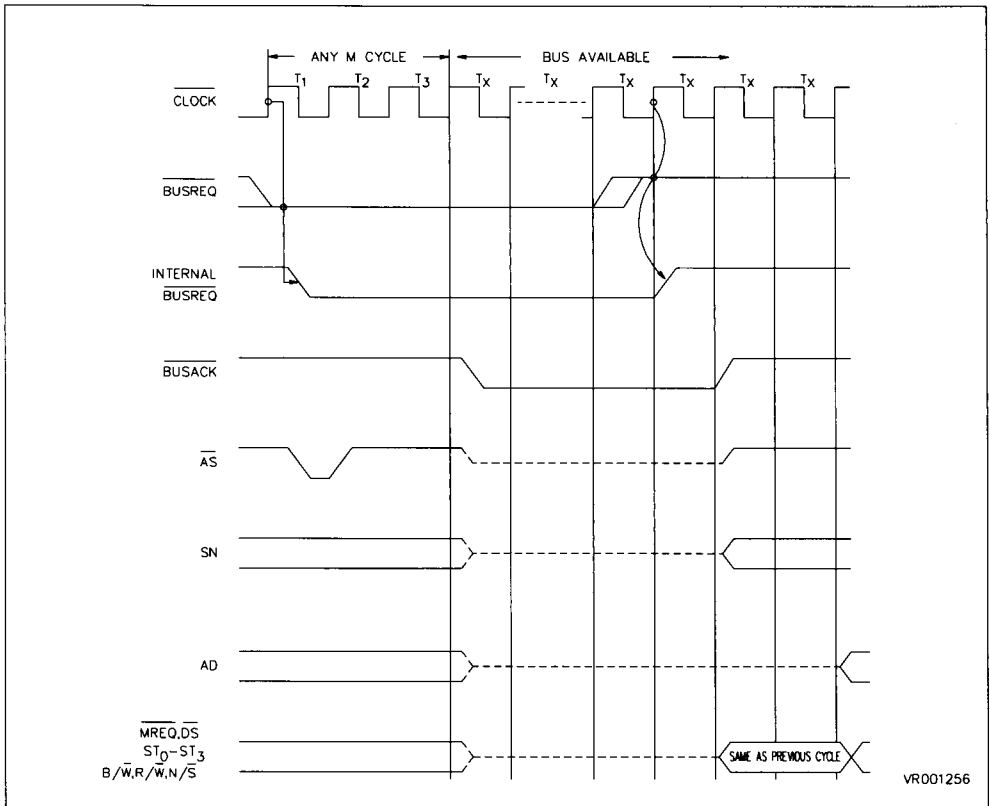 ANY M CYCLE BUS AVAILABLE
T1 T2 T3 TX TX TX TX TX TX
CLOCK
BUSREQ
INTERNAL
BUSREQ
BUSACK
AS
SN
AD
MREQ,DS
ST0-ST3
SAME AS PREVIOUS CYCLE
B/W,R/W,N/S
VR001256